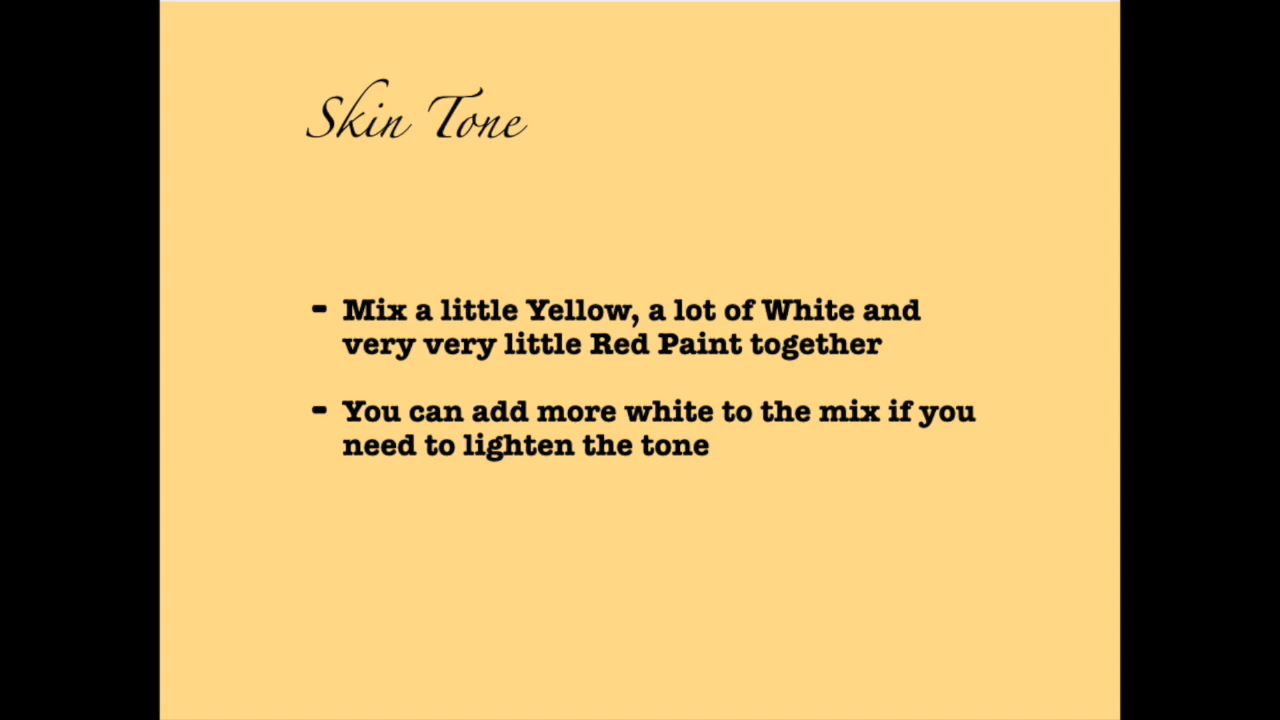 Skin Tone
- Mix a little Yellow, a lot of White and
very very little Red Paint together
- You can add more white to the mix if you
need to lighten the tone